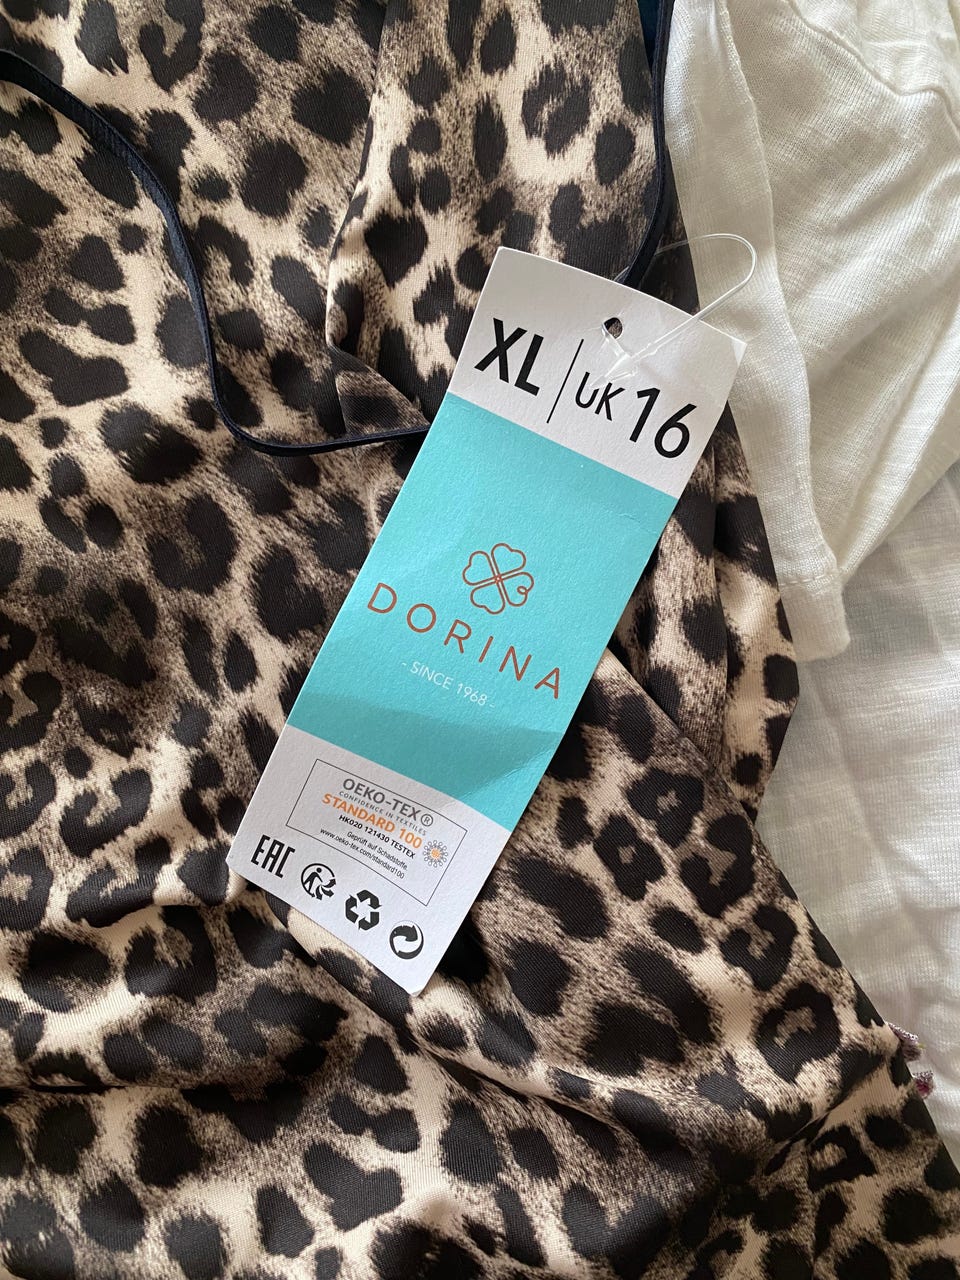 XL | UK 16
DORINA
- SINCE 1968 -
OEKO-TEX®
CONFIDENCE IN TEXTILES
STANDARD 100
HK020 121430 TESTEX
Geprüft auf Schadstoffe.
www.oeko-tex.com/standard100
EAC